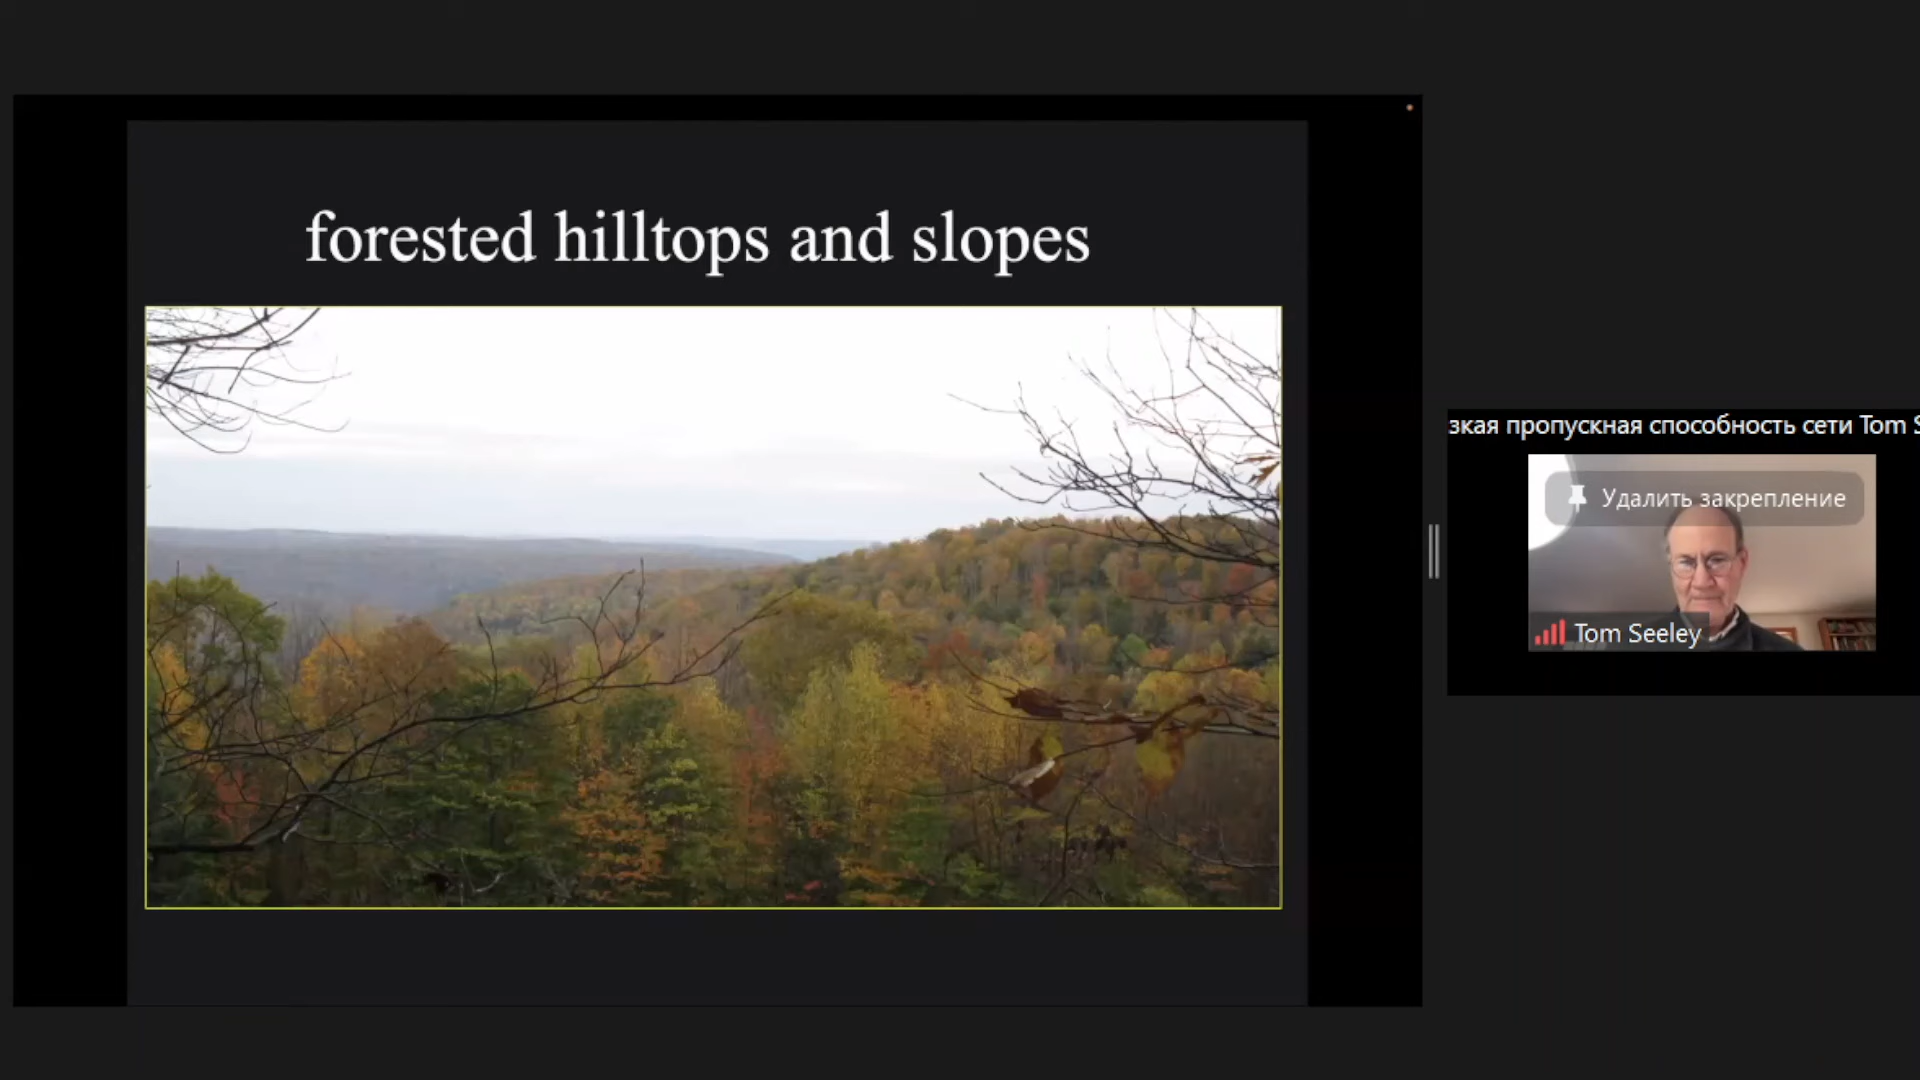 forested hilltops and slopes
зкая пропускная способность сети Tom S
Удалить закрепление
Tom Seeley